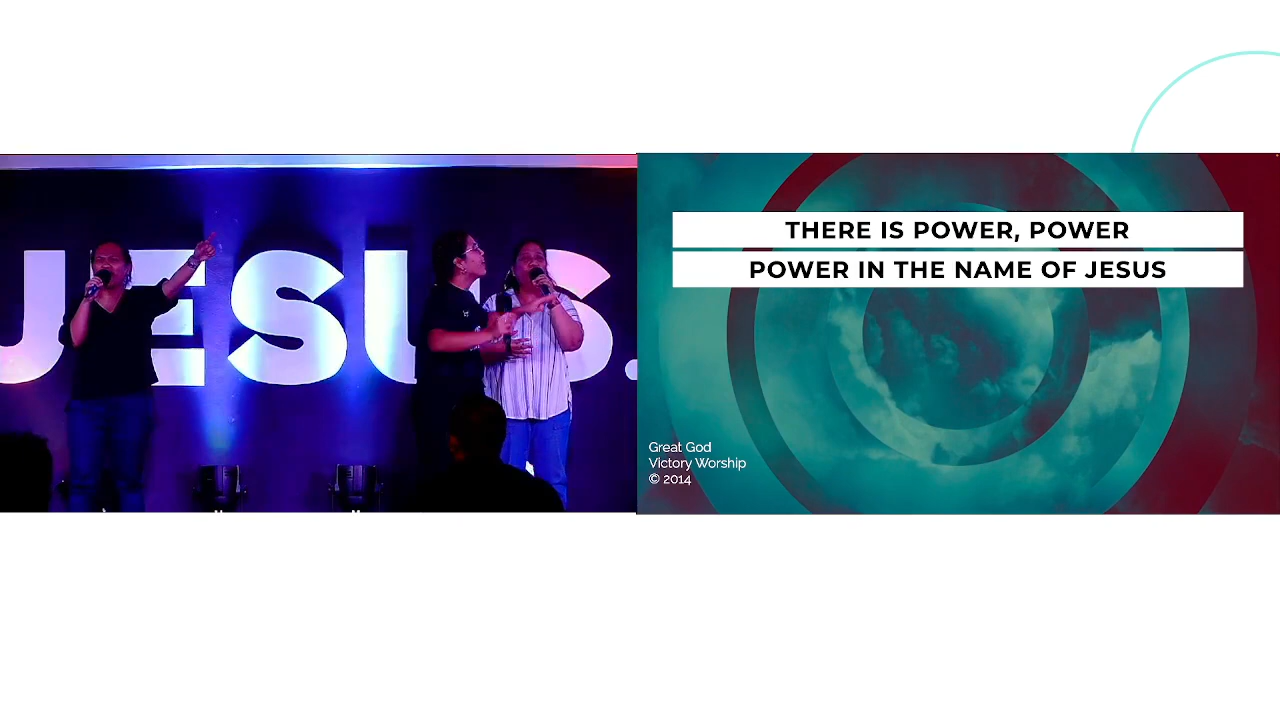 JESUS.
THERE IS POWER, POWER
POWER IN THE NAME OF JESUS
Great God
Victory Worship
© 2014